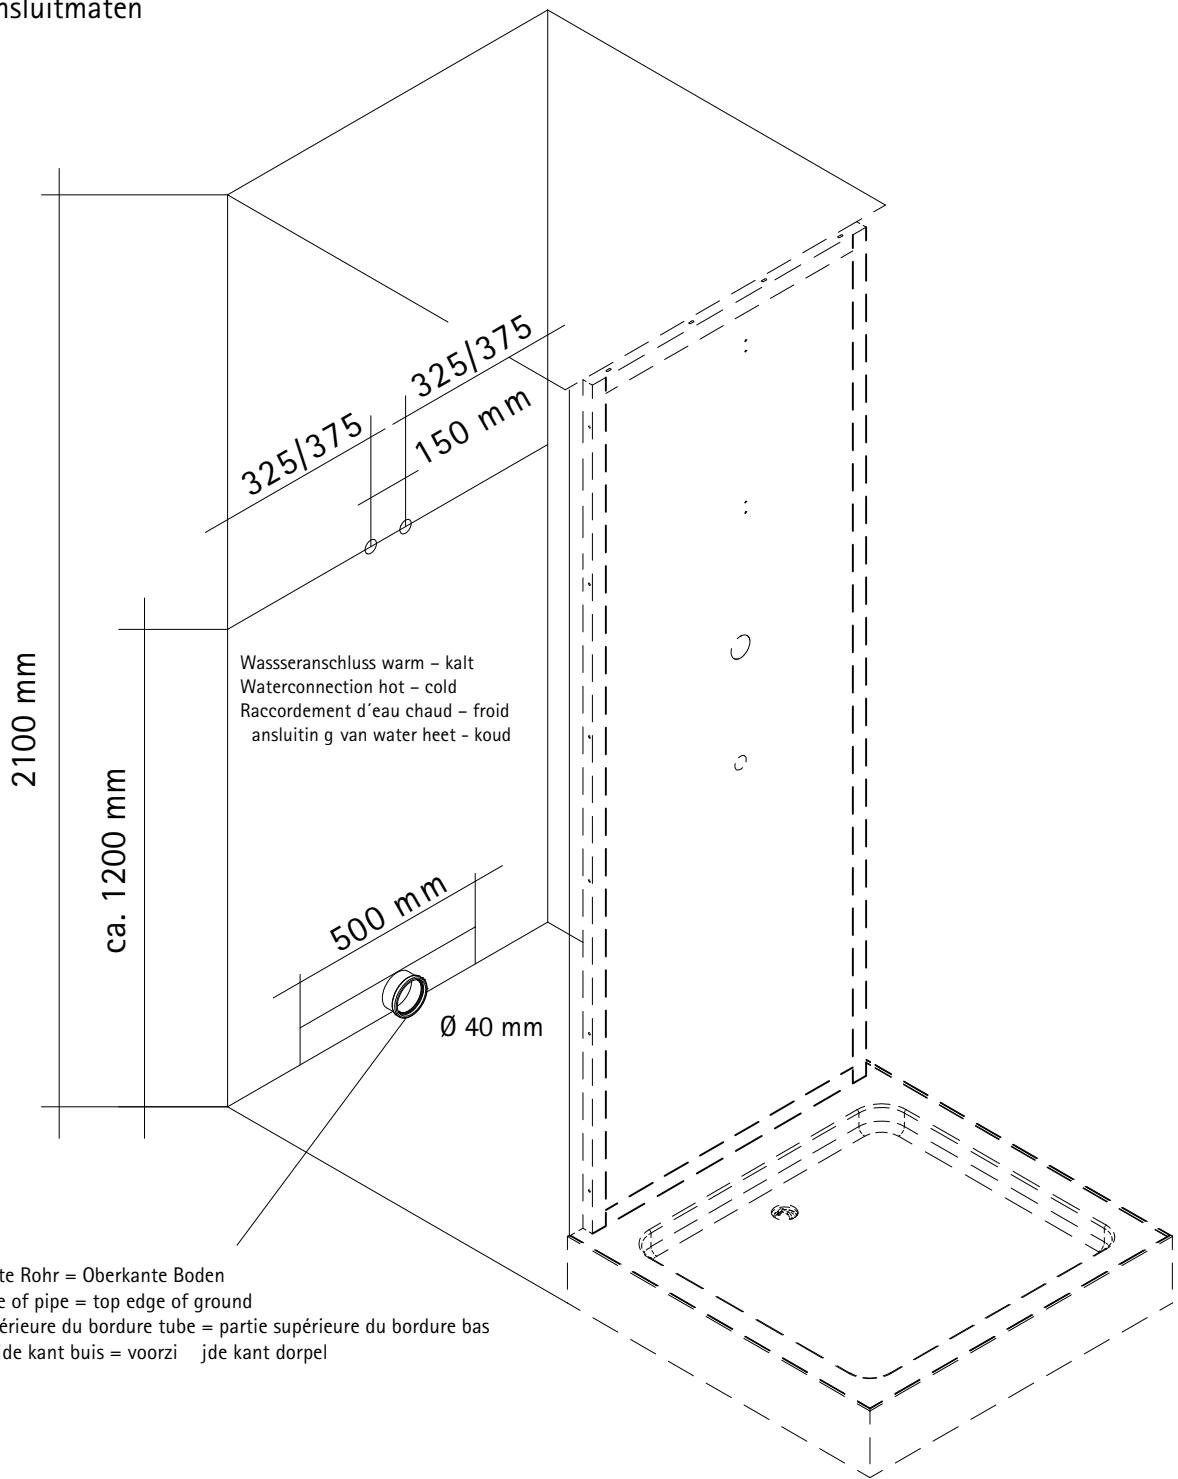 nsluitmaten
325/375
325/375
150 mm
2100 mm
Wassseranschluss warm – kalt
Waterconnection hot – cold
Raccordement d´eau chaud – froid
ansluitin g van water heet - koud
ca. 1200 mm
500 mm
Ø 40 mm
te Rohr = Oberkante Boden
e of pipe = top edge of ground
érieure du bordure tube = partie supérieure du bordure bas
de kant buis = voorzi jde kant dorpel